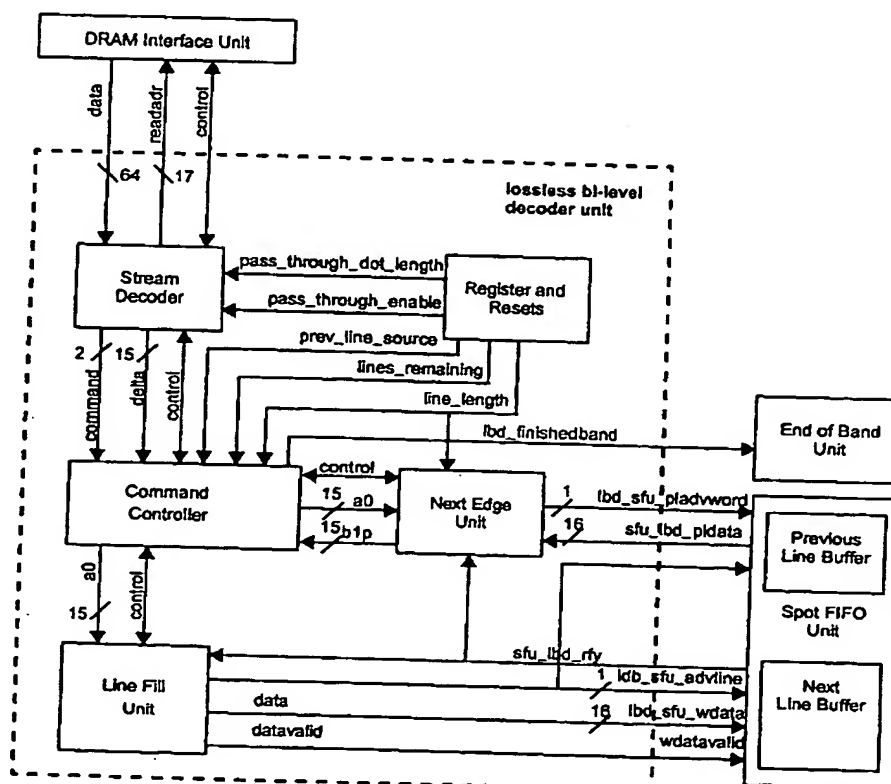 DRAM Interface Unit
data
readadr
control
64
17
lossless bi-level
decoder unit
Stream
Decoder
pass_through_dot_length
pass_through_enable
Register and
Resets
prev_line_source
lines_remaining
line_length
2
15
command
delta
control
lbd_finishedband
End of Band
Unit
Command
Controller
control
15
a0
15
b1p
Next Edge
Unit
1
lbd_sfu_pladvword
16
sfu_lbd_pldata
Previous
Line Buffer
Spot FIFO
Unit
a0
15
control
Line Fill
Unit
sfu_lbd_rfy
1
ldb_sfu_advline
data
16
lbd_sfu_wdata
datavalid
wdatavalid
Next
Line Buffer